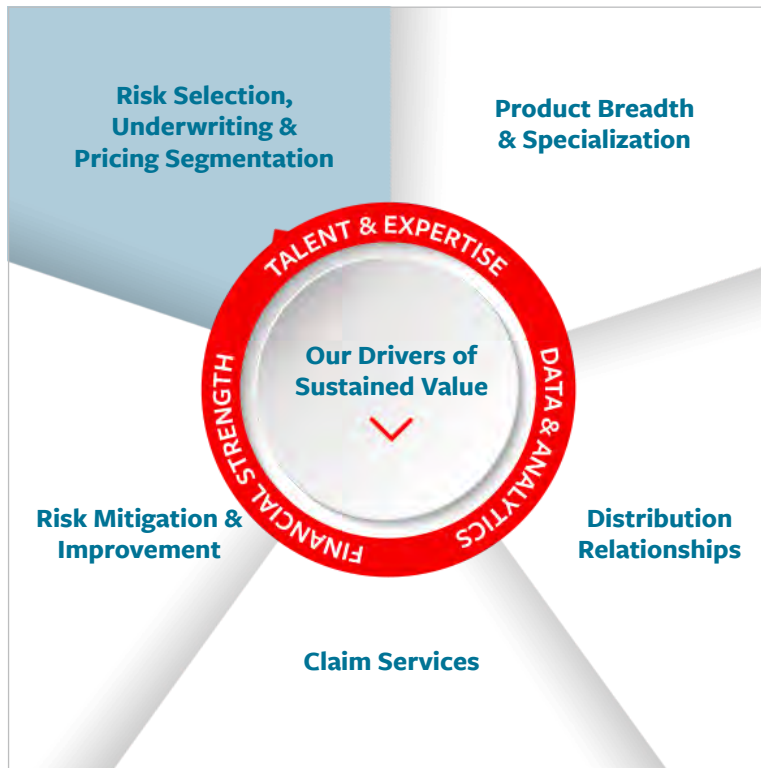 Risk Selection,
Underwriting &
Pricing Segmentation
Product Breadth
& Specialization
TALENT & EXPERTISE
Our Drivers of
Sustained Value
DATA & ANALYTICS
FINANCIAL STRENGTH
Risk Mitigation &
Improvement
Distribution
Relationships
Claim Services